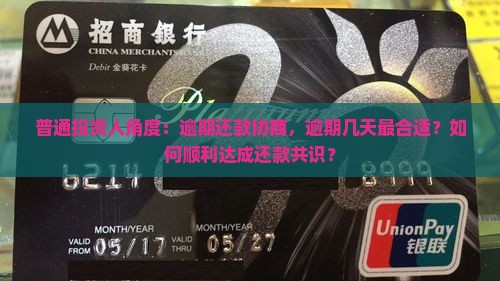 招商銀行
CHINA MERCHANTS
Debit 金葵花卡
普通投资人角度：逾期还款协商，逾期几天最合适？如
何顺利达成还款共识？
6214
8999
MONTH/YEAR
MONTH/YEAR
VALID FROM 05/17 VALID THRU 05/27
UnionPay
银联